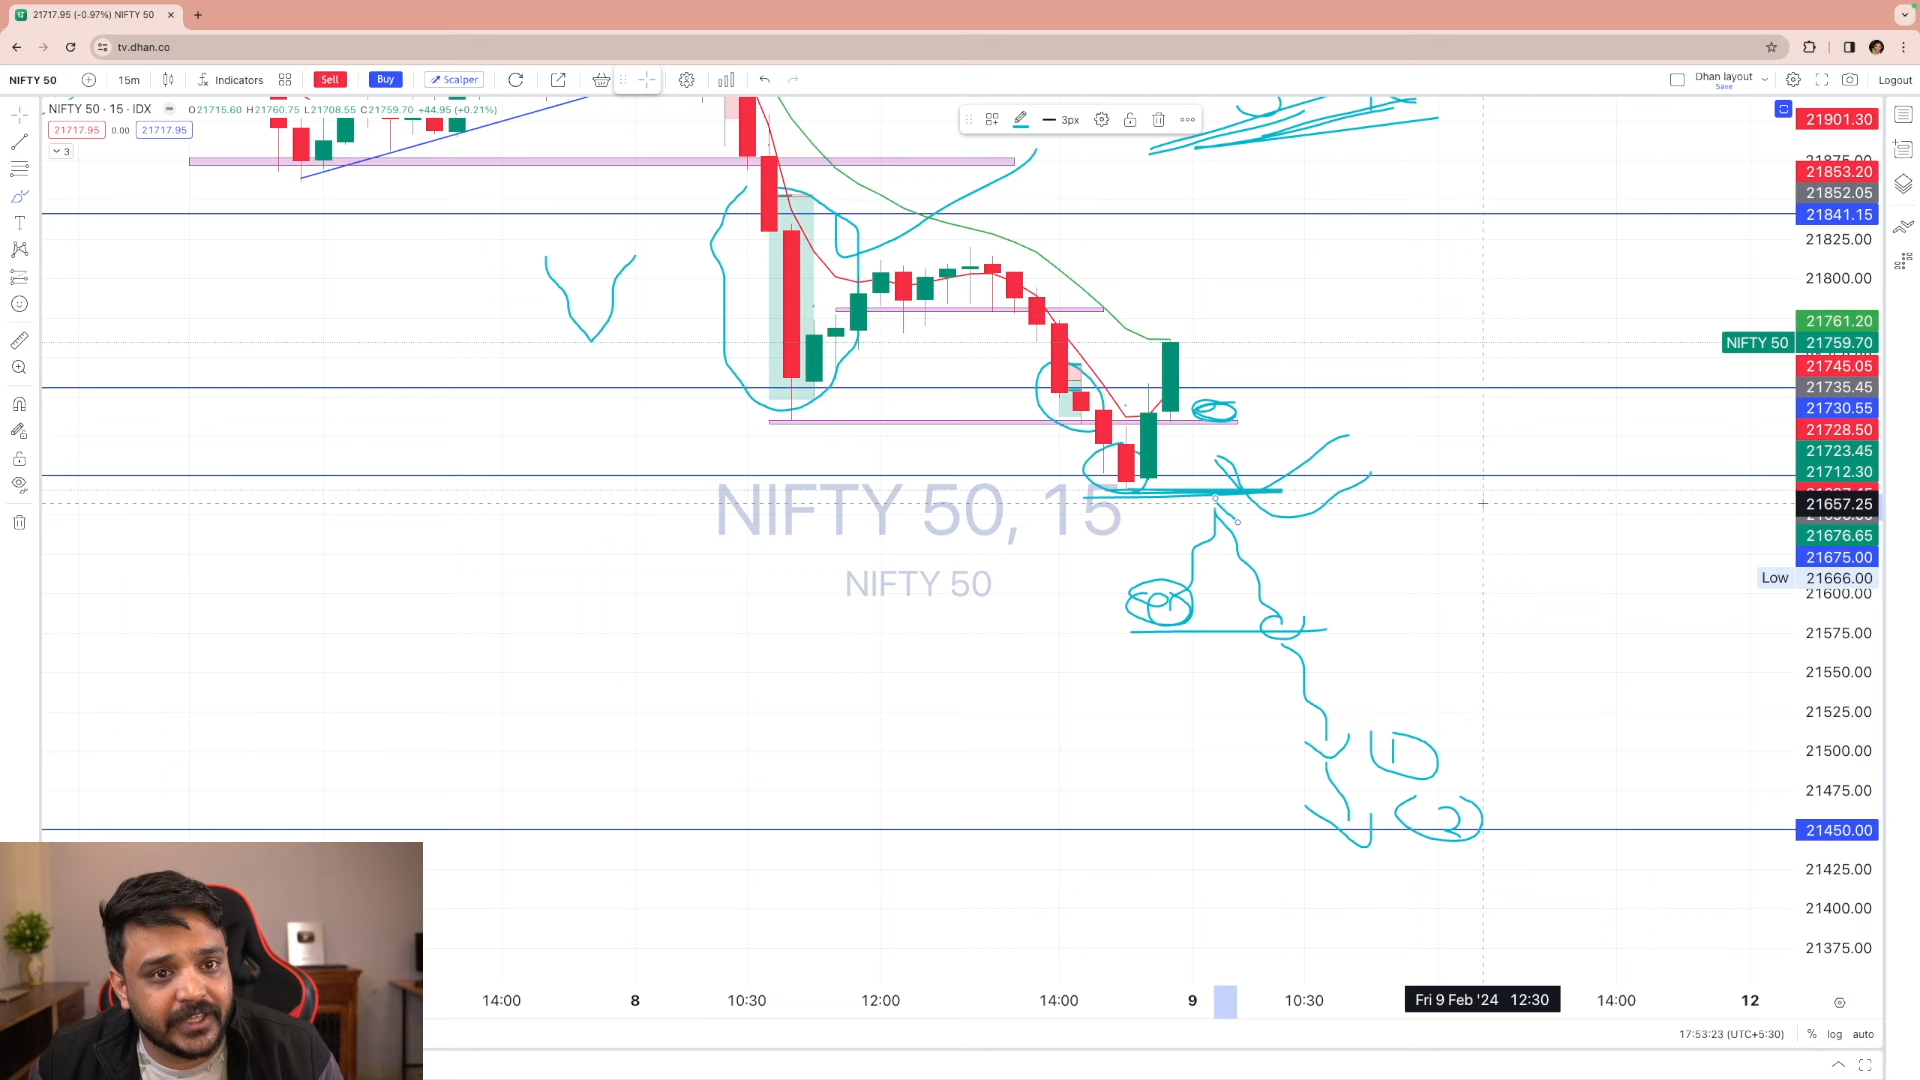 21717.95 (-0.97%) NIFTY 50
tv.dhan.co
NIFTY 50
15m
Indicators
Sell
Buy
Scalper
Dhan layout
Save
Logout
NIFTY 50 · 15 · IDX
O21715.60 H21760.75 L21708.55 C21759.70 +44.95 (+0.21%)
21717.95 0.00 21717.95
3
3px
21901.30
21875.00
21853.20
21852.05
21841.15
21825.00
21800.00
21761.20
NIFTY 50 21759.70
21745.05
21735.45
21730.55
21728.50
21723.45
21712.30
21657.25
21676.65
21675.00
Low 21666.00
21600.00
21575.00
21550.00
21525.00
21500.00
21475.00
21450.00
21425.00
21400.00
21375.00
NIFTY 50, 15
NIFTY 50
1
2
14:00 8 10:30 12:00 14:00 9 10:30 Fri 9 Feb '24 12:30 14:00 12
17:53:23 (UTC+5:30) % log auto